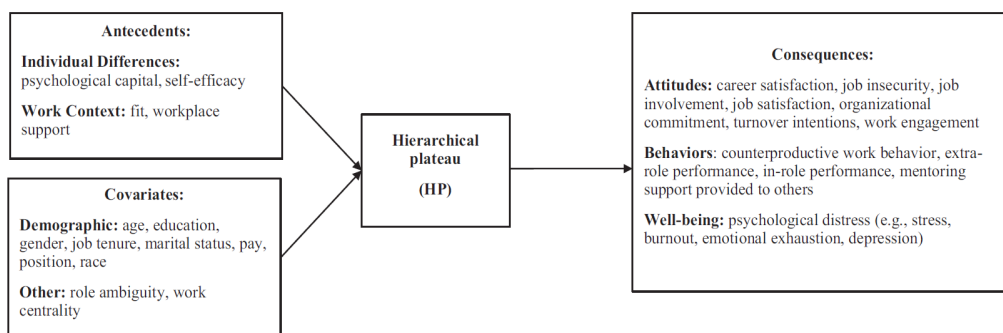 Antecedents:
Individual Differences:
psychological capital, self-efficacy
Work Context: fit, workplace
support
Covariates:
Demographic: age, education,
gender, job tenure, marital status, pay,
position, race
Other: role ambiguity, work
centrality
Hierarchical
plateau
(HP)
Consequences:
Attitudes: career satisfaction, job insecurity, job
involvement, job satisfaction, organizational
commitment, turnover intentions, work engagement
Behaviors: counterproductive work behavior, extra-
role performance, in-role performance, mentoring
support provided to others
Well-being: psychological distress (e.g., stress,
burnout, emotional exhaustion, depression)